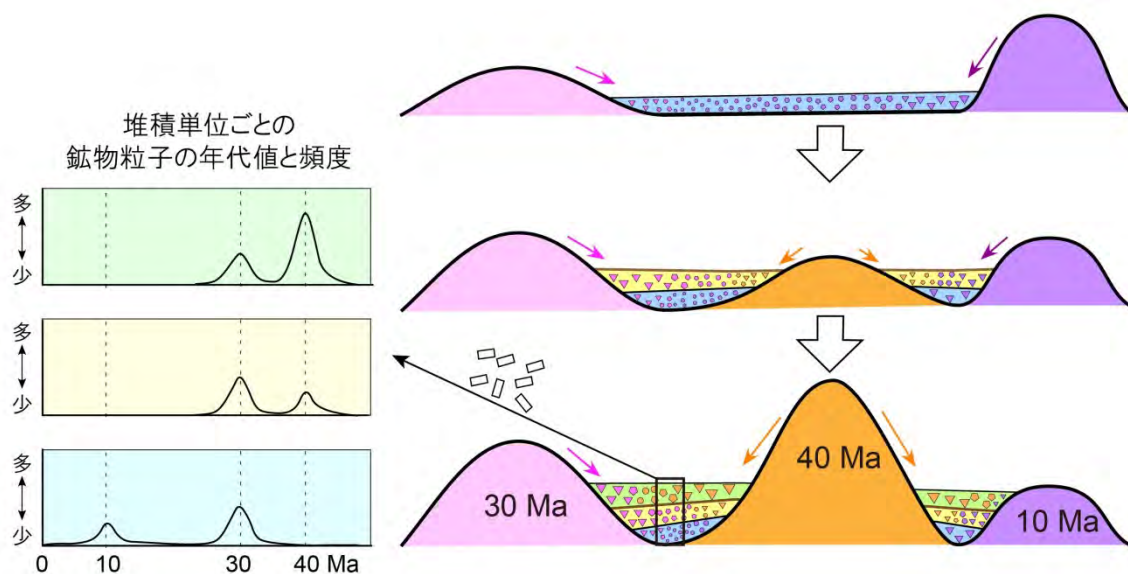 堆積単位ごとの
鉱物粒子の年代値と頻度
多
少
多
少
多
少
0 10 30 40 Ma
30 Ma
40 Ma
10 Ma